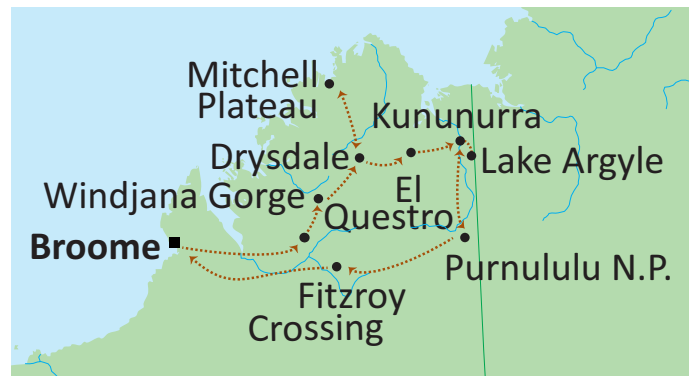 Mitchell
Plateau
Kununurra
Drysdale
Lake Argyle
Windjana Gorge
El
Questro
Broome
Purnululu N.P.
Fitzroy
Crossing